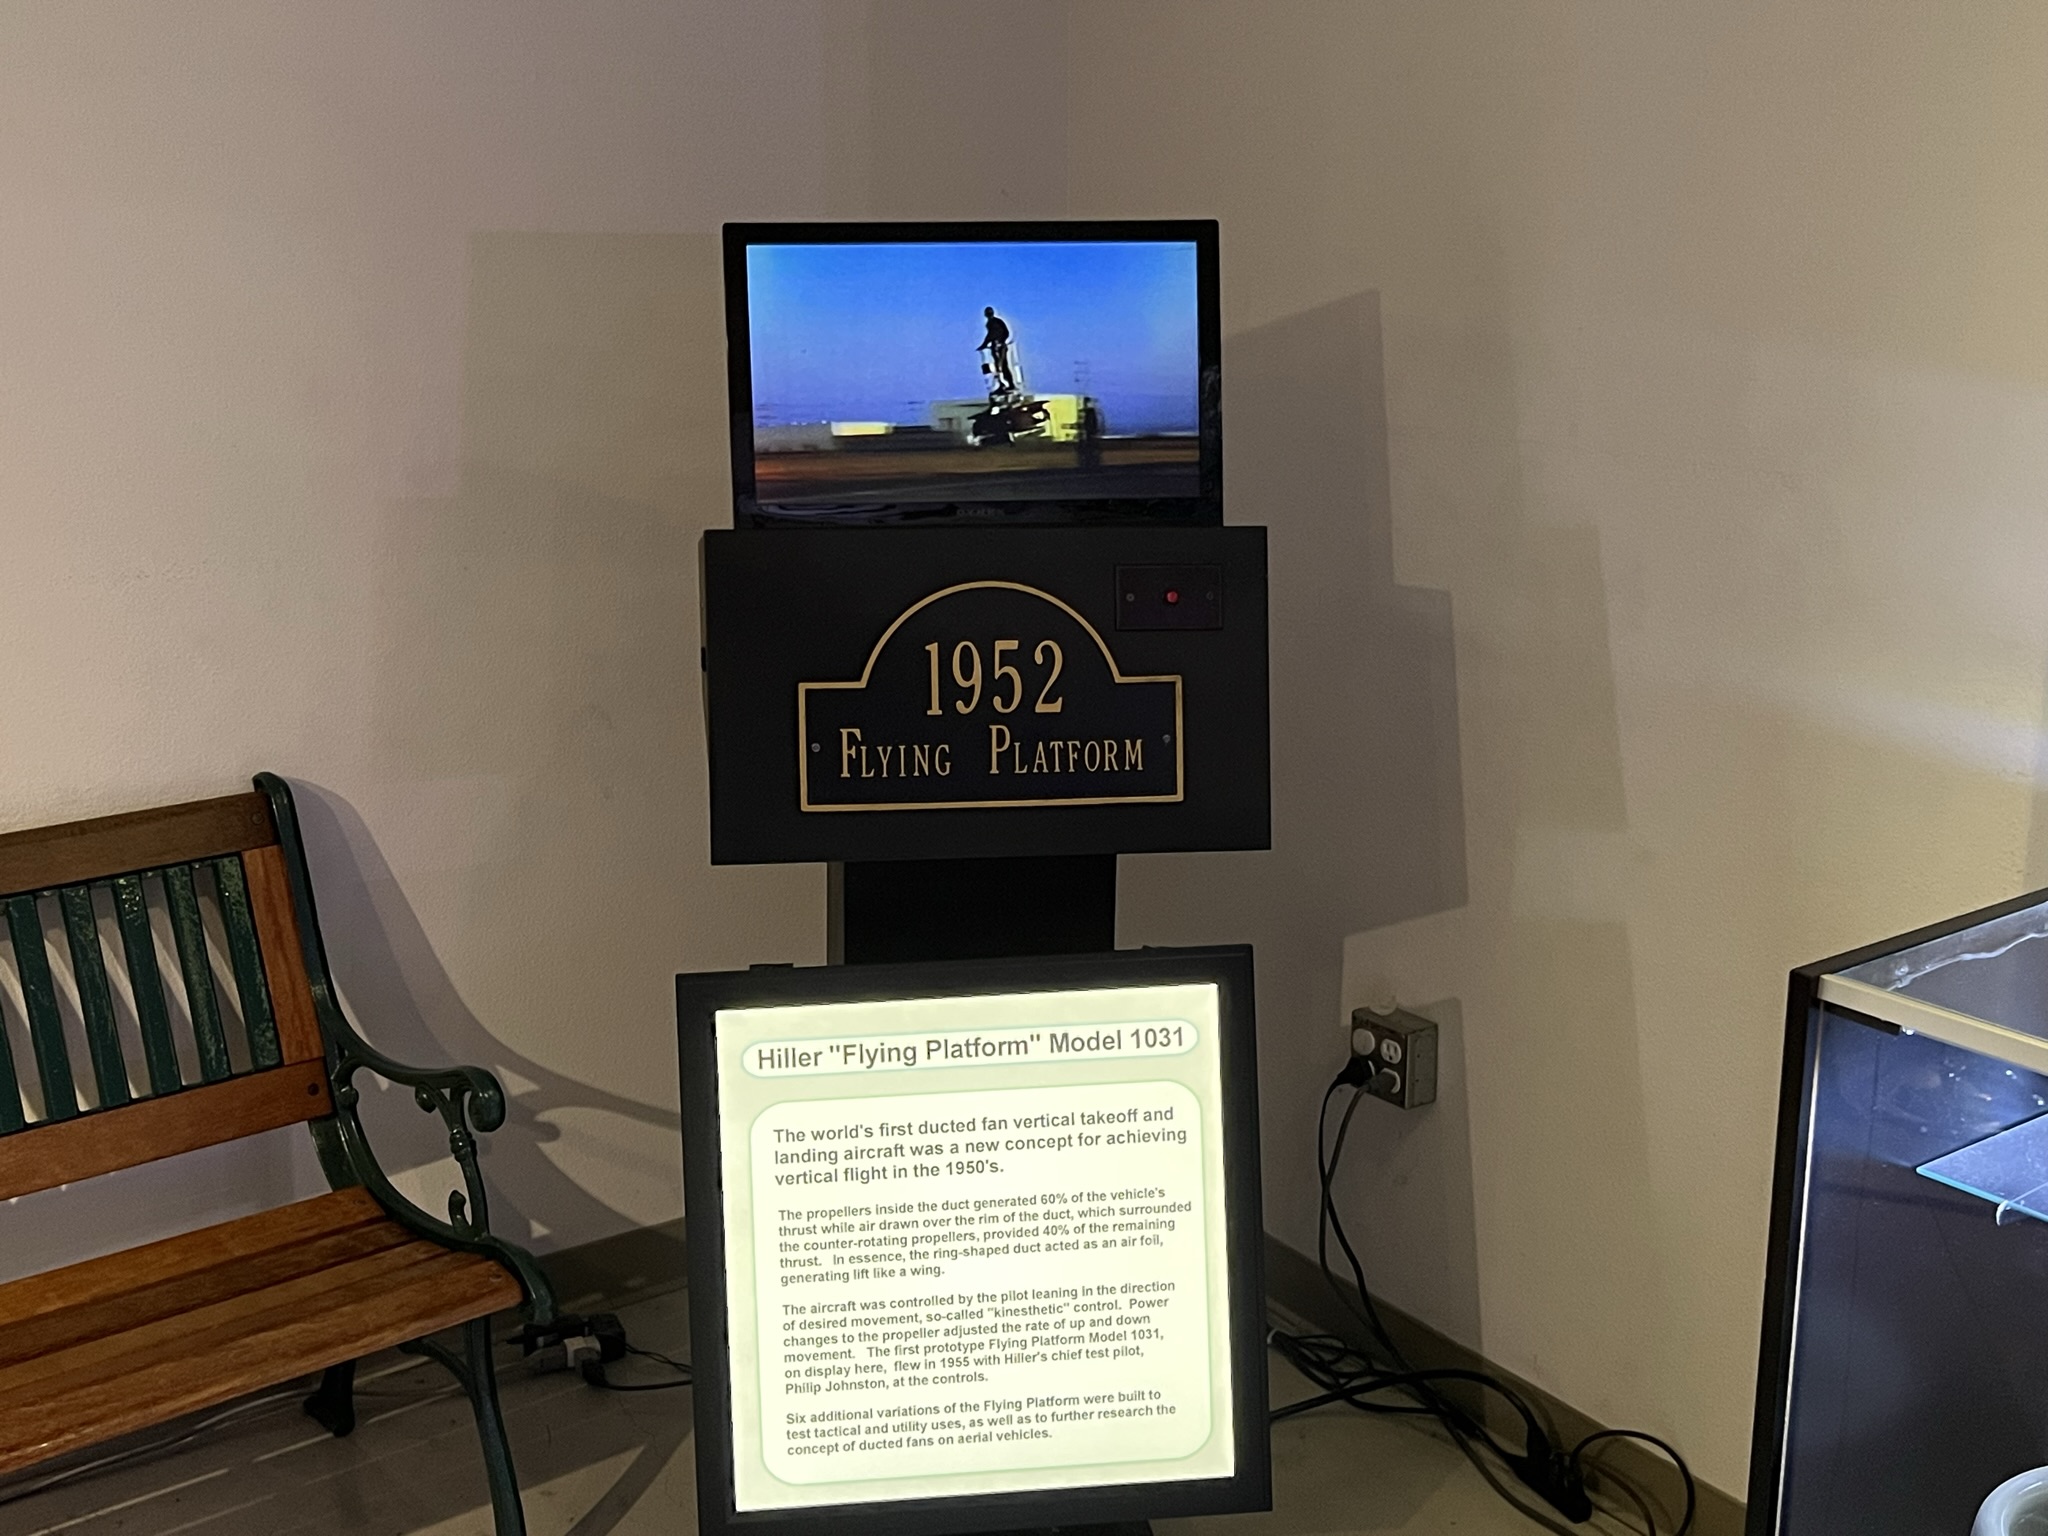 1952
FLYING PLATFORM
Hiller "Flying Platform" Model 1031
The world's first ducted fan vertical takeoff and
landing aircraft was a new concept for achieving
vertical flight in the 1950's.
The propellers inside the duct generated 60% of the vehicle's
thrust while air drawn over the rim of the duct, which surrounded
the counter-rotating propellers, provided 40% of the remaining
thrust. In essence, the ring-shaped duct acted as an air foil,
generating lift like a wing.
The aircraft was controlled by the pilot leaning in the direction
of desired movement, so-called "kinesthetic" control. Power
changes to the propeller adjusted the rate of up and down
movement. The first prototype Flying Platform Model 1031,
on display here, flew in 1955 with Hiller's chief test pilot,
Philip Johnston, at the controls.
Six additional variations of the Flying Platform were built to
test tactical and utility uses, as well as to further research the
concept of ducted fans on aerial vehicles.